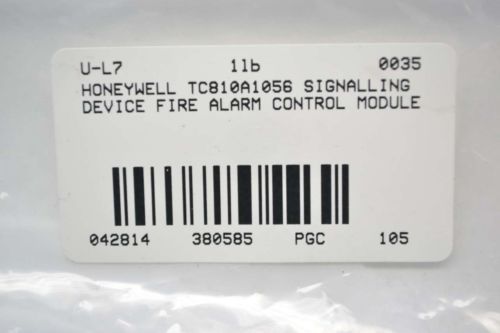 U-L7 1lb 0035
HONEYWELL TC810A1056 SIGNALLING
DEVICE FIRE ALARM CONTROL MODULE
042814 380585 PGC 105